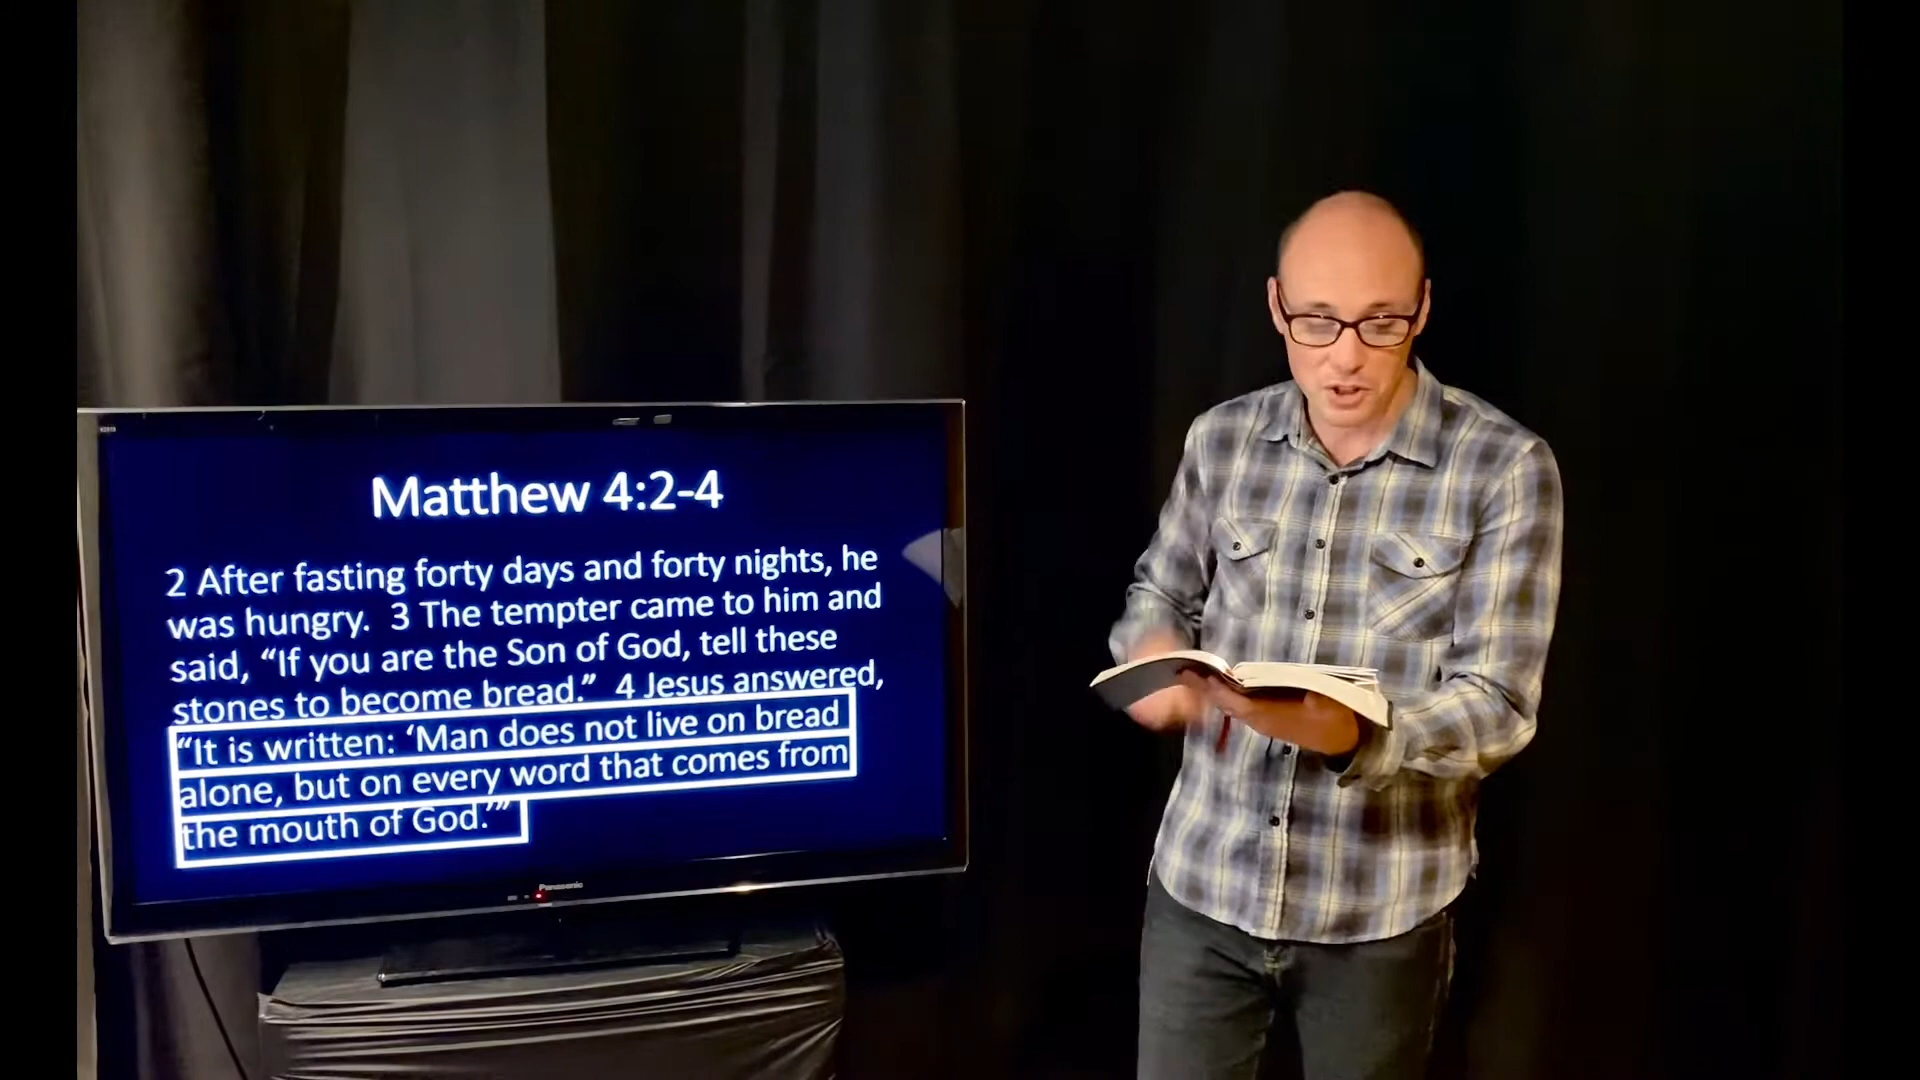 Matthew 4:2-4
2 After fasting forty days and forty nights, he
was hungry.  3 The tempter came to him and
said, “If you are the Son of God, tell these
stones to become bread.”  4 Jesus answered,
“It is written: ‘Man does not live on bread
alone, but on every word that comes from
the mouth of God.’”
Panasonic